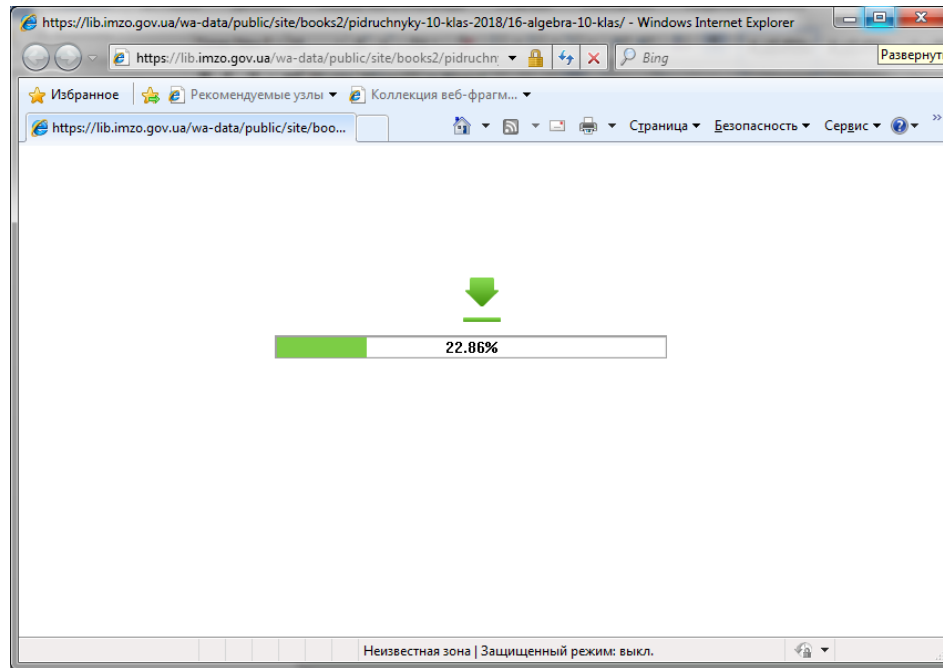 https://lib.imzo.gov.ua/wa-data/public/site/books2/pidruchnyky-10-klas-2018/16-algebra-10-klas/ - Windows Internet Explorer
https://lib.imzo.gov.ua/wa-data/public/site/books2/pidruchn
Bing
Развернуть
Избранное
Рекомендуемые узлы
Коллекция веб-фрагм...
https://lib.imzo.gov.ua/wa-data/public/site/boo...
Страница
Безопасность
Сервис
22.86%
Неизвестная зона | Защищенный режим: выкл.